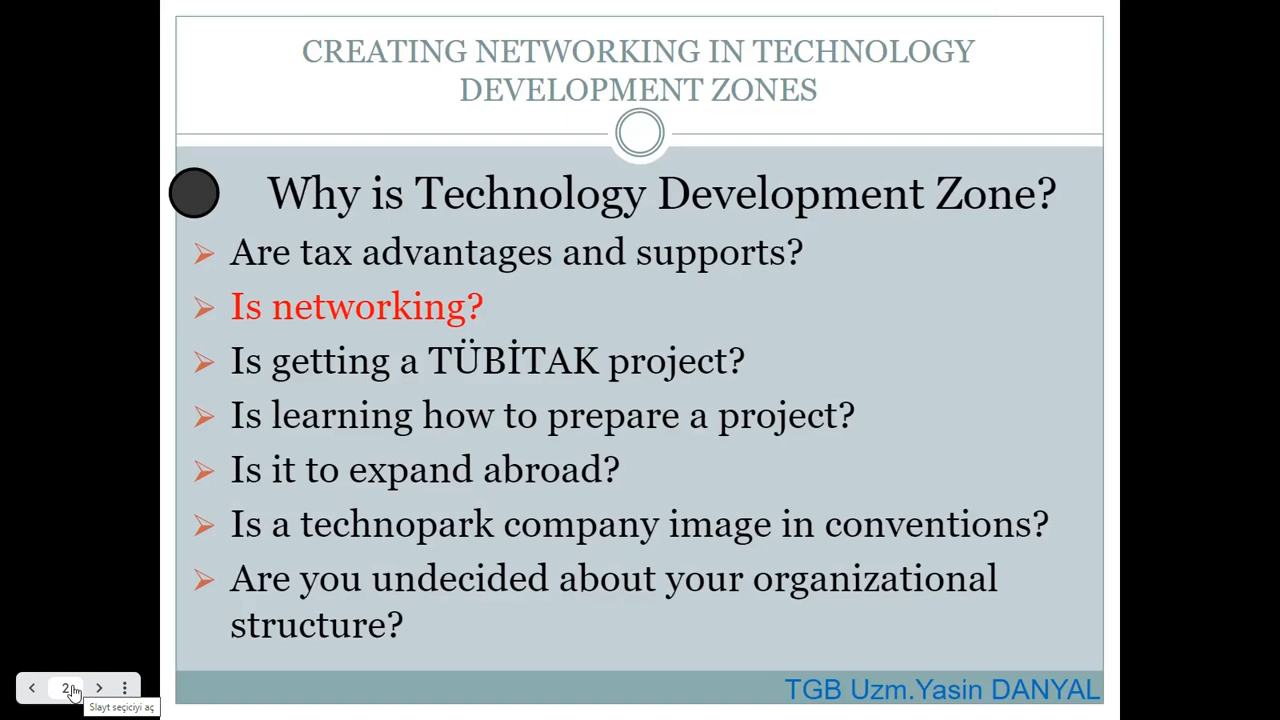 CREATING NETWORKING IN TECHNOLOGY
DEVELOPMENT ZONES
Why is Technology Development Zone?
Are tax advantages and supports?
Is networking?
Is getting a TÜBİTAK project?
Is learning how to prepare a project?
Is it to expand abroad?
Is a technopark company image in conventions?
Are you undecided about your organizational
structure?
TGB Uzm.Yasin DANYAL
2
Slayt seçiciyi aç